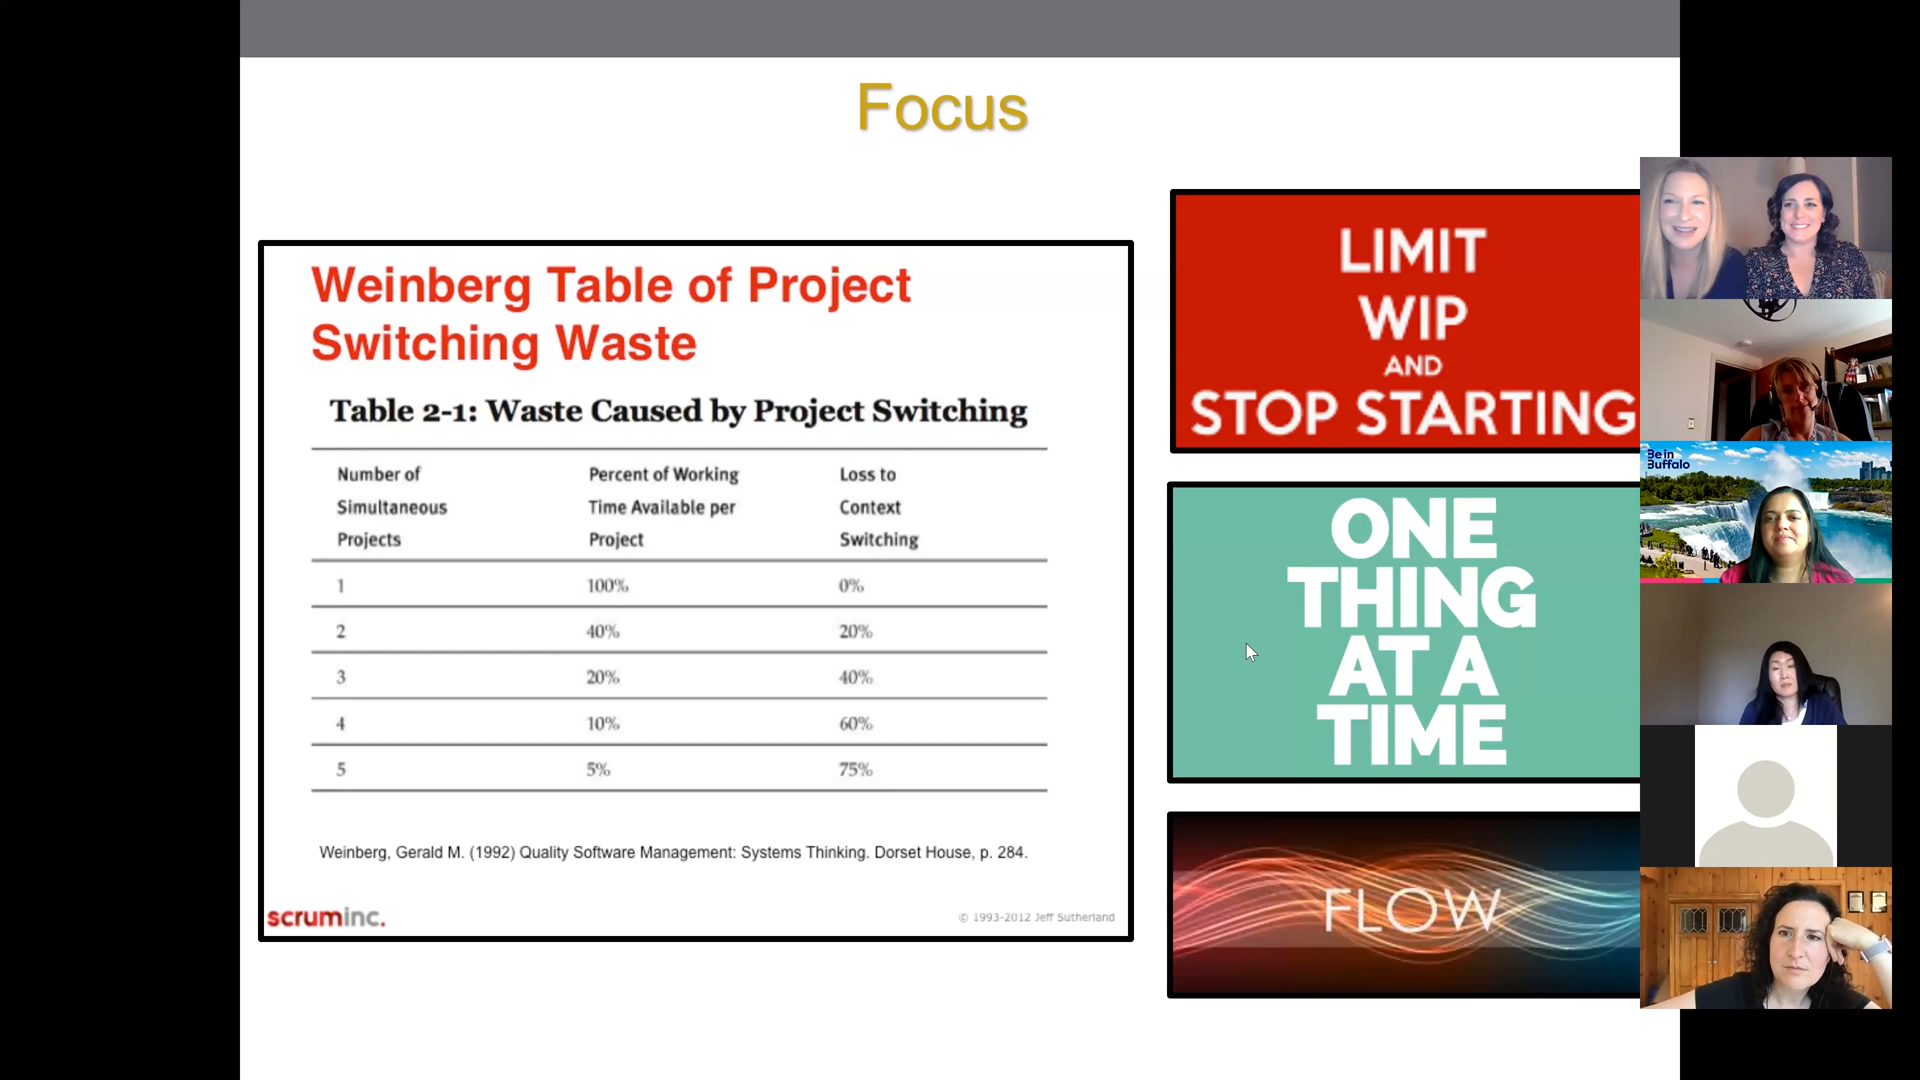 Focus
Weinberg Table of Project
Switching Waste
Table 2-1: Waste Caused by Project Switching
Number of Simultaneous Projects Percent of Working Time Available per Project Loss to Context Switching
1 100% 0%
2 40% 20%
3 20% 40%
4 10% 60%
5 5% 75%
Weinberg, Gerald M. (1992) Quality Software Management: Systems Thinking. Dorset House, p. 284.
scruminc.
© 1993-2012 Jeff Sutherland
LIMIT
WIP
AND
STOP STARTING
ONE
THING
AT A
TIME
FLOW
Be in
Buffalo